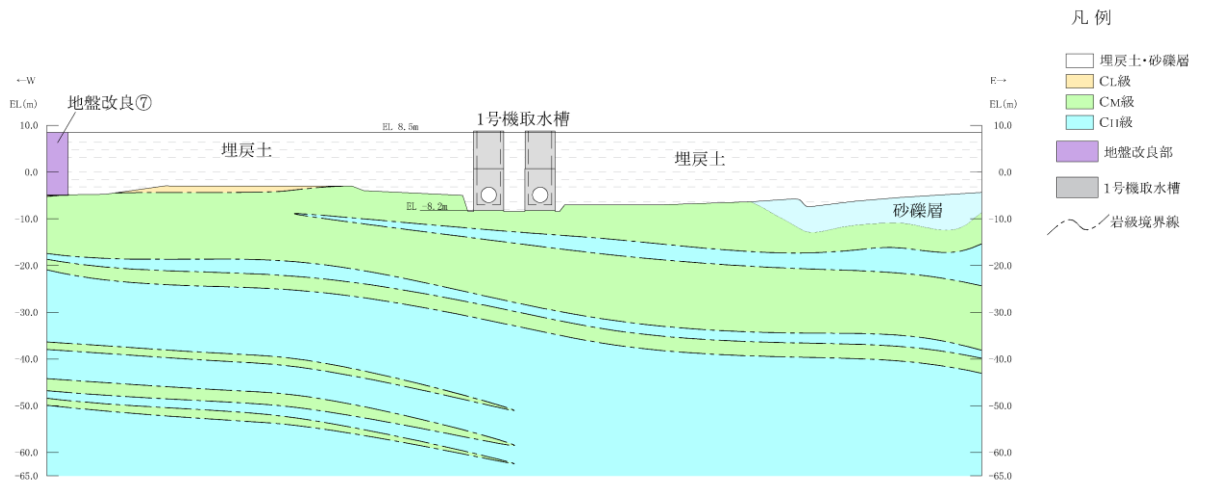 凡 例
埋戻土・砂礫層
CL級
CM級
CH級
地盤改良部
1号機取水槽
岩級境界線
←W
E→
EL(m)
EL(m)
地盤改良⑦
1号機取水槽
EL 8.5m
埋戻土
埋戻土
EL -8.2m
砂礫層
10.0
0.0
-10.0
-20.0
-30.0
-40.0
-50.0
-60.0
-65.0
10.0
0.0
-10.0
-20.0
-30.0
-40.0
-50.0
-60.0
-65.0